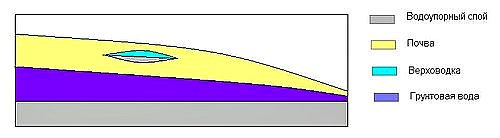 Водоупорный слой
Почва
Верховодка
Грунтовая вода